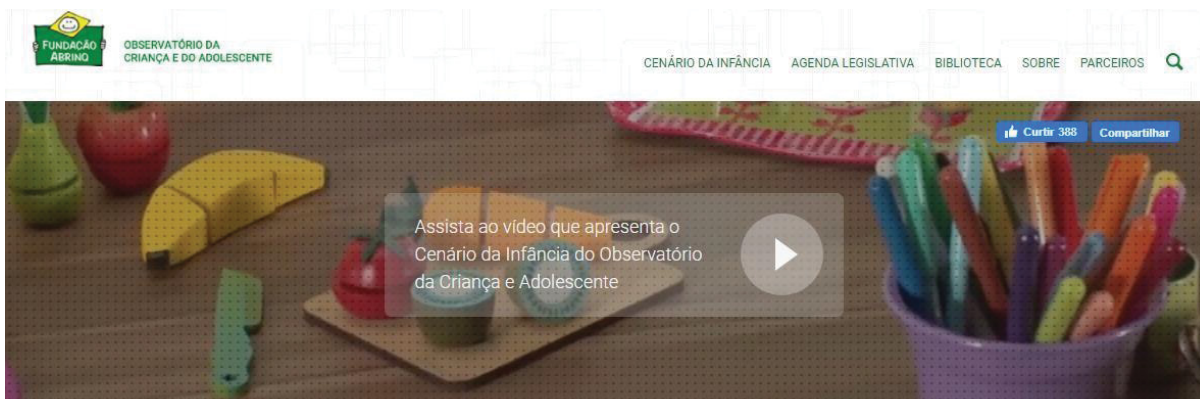 FUNDAÇÃO
ABRINQ
OBSERVATÓRIO DA
CRIANÇA E DO ADOLESCENTE
CENÁRIO DA INFÂNCIA AGENDA LEGISLATIVA BIBLIOTECA SOBRE PARCEIROS
Curtir 388 Compartilhar
Assista ao vídeo que apresenta o
Cenário da Infância do Observatório
da Criança e Adolescente